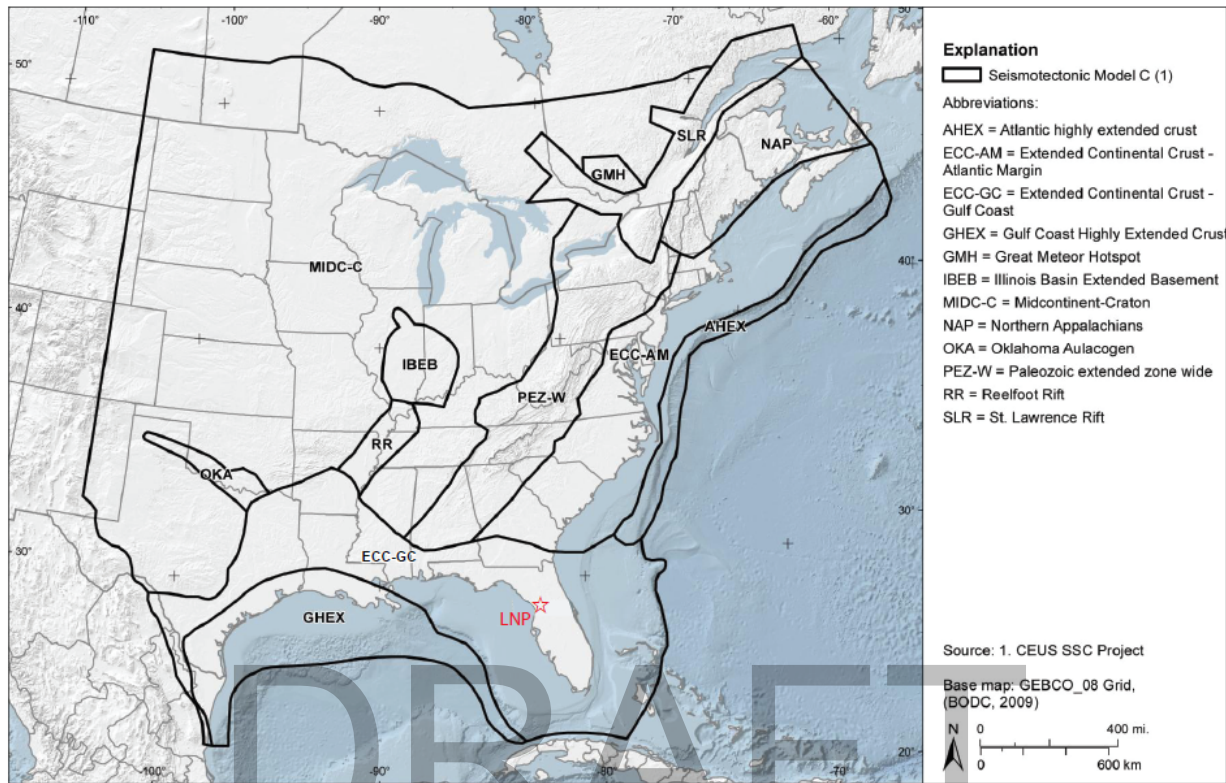 -110°
-100°
-90°
-80°
-70°
-60°
50°
50°
40°
40°
30°
30°
20°
-100°
-90°
-80°
-70°
SLR
NAP
GMH
MIDC-C
AHEX
IBEB
ECC-AM
PEZ-W
RR
OKA
ECC-GC
GHEX
LNP
DRAFT
Explanation
Seismotectonic Model C (1)
Abbreviations:
AHEX = Atlantic highly extended crust
ECC-AM = Extended Continental Crust -
Atlantic Margin
ECC-GC = Extended Continental Crust -
Gulf Coast
GHEX = Gulf Coast Highly Extended Crust
GMH = Great Meteor Hotspot
IBEB = Illinois Basin Extended Basement
MIDC-C = Midcontinent-Craton
NAP = Northern Appalachians
OKA = Oklahoma Aulacogen
PEZ-W = Paleozoic extended zone wide
RR = Reelfoot Rift
SLR = St. Lawrence Rift
Source: 1. CEUS SSC Project
Base map: GEBCO_08 Grid,
(BODC, 2009)
N
0 400 mi.
0 600 km